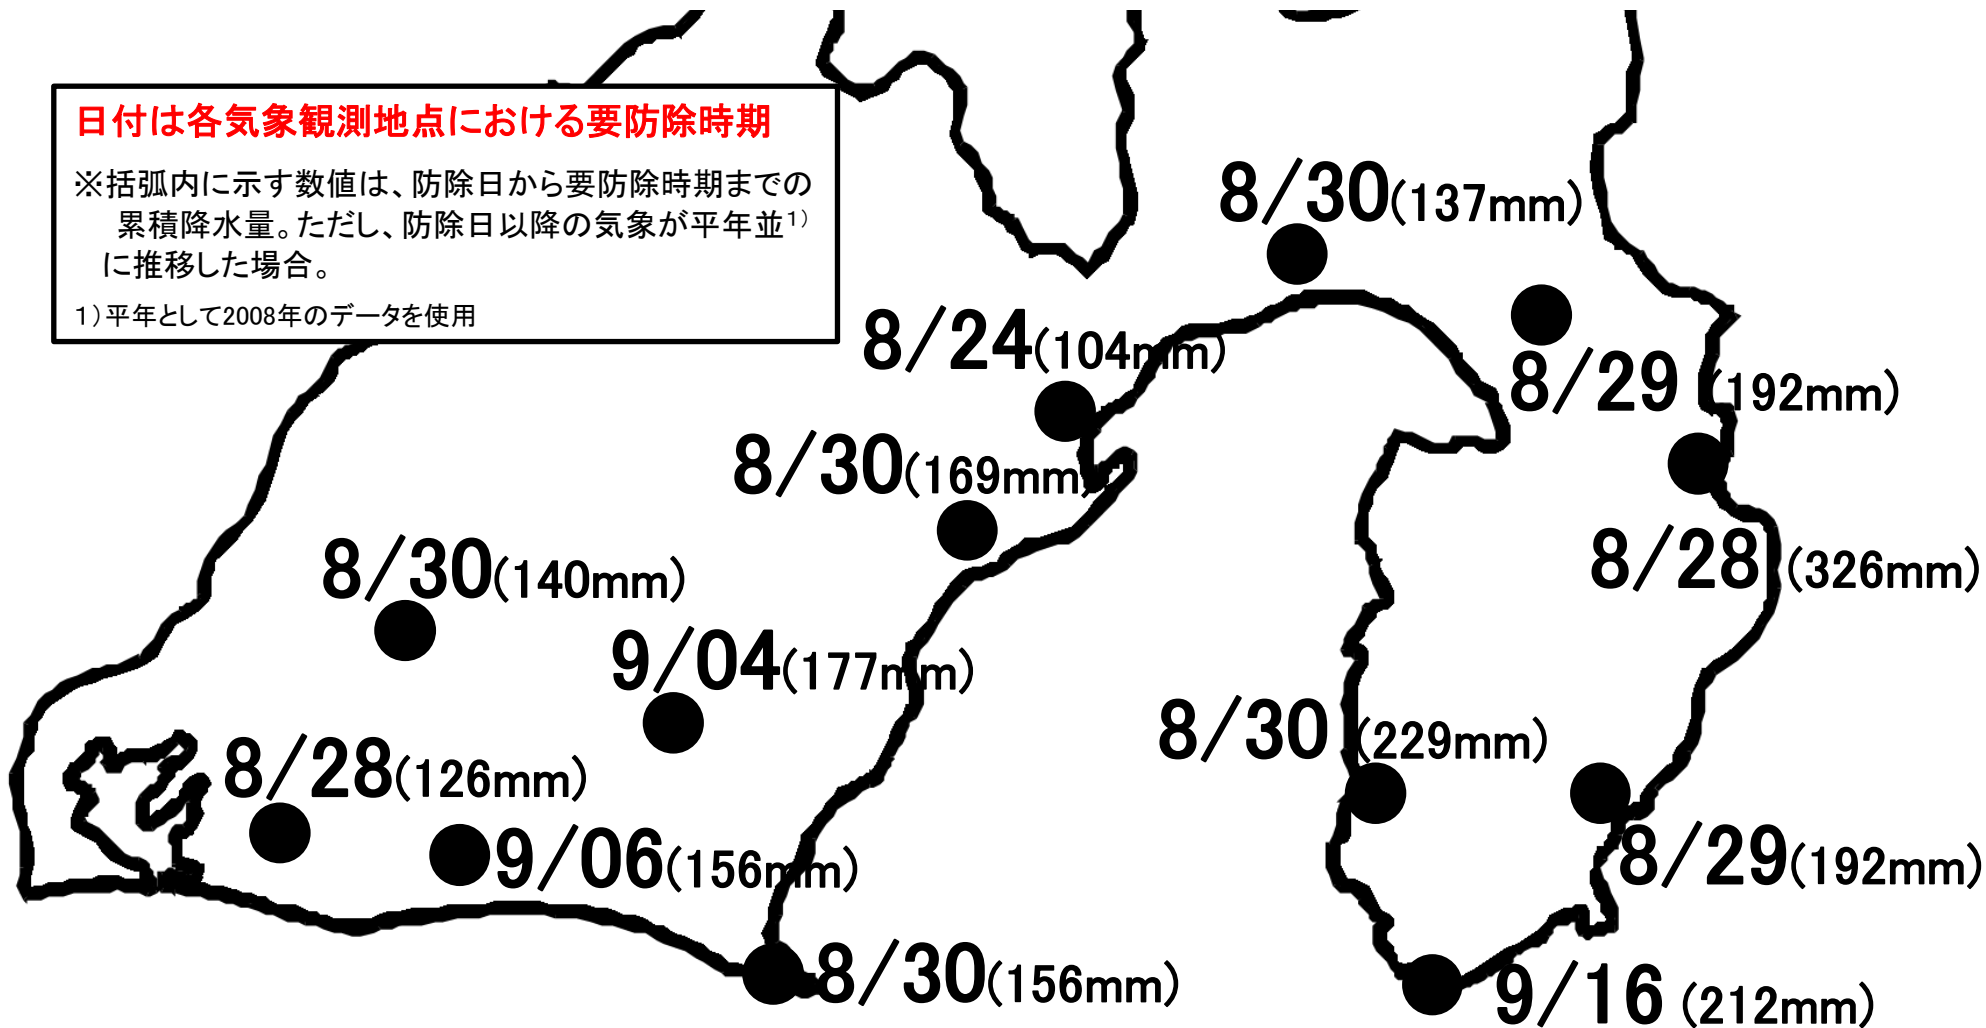 日付は各気象観測地点における要防除時期
※括弧内に示す数値は、防除日から要防除時期までの
累積降水量。ただし、防除日以降の気象が平年並1)
に推移した場合。
1)平年として2008年のデータを使用
8/30(137mm)
8/24(104mm)
8/29(192mm)
8/30(169mm)
8/28(326mm)
8/30(140mm)
9/04(177mm)
8/30(229mm)
8/28(126mm)
9/06(156mm)
8/29(192mm)
8/30(156mm)
9/16(212mm)